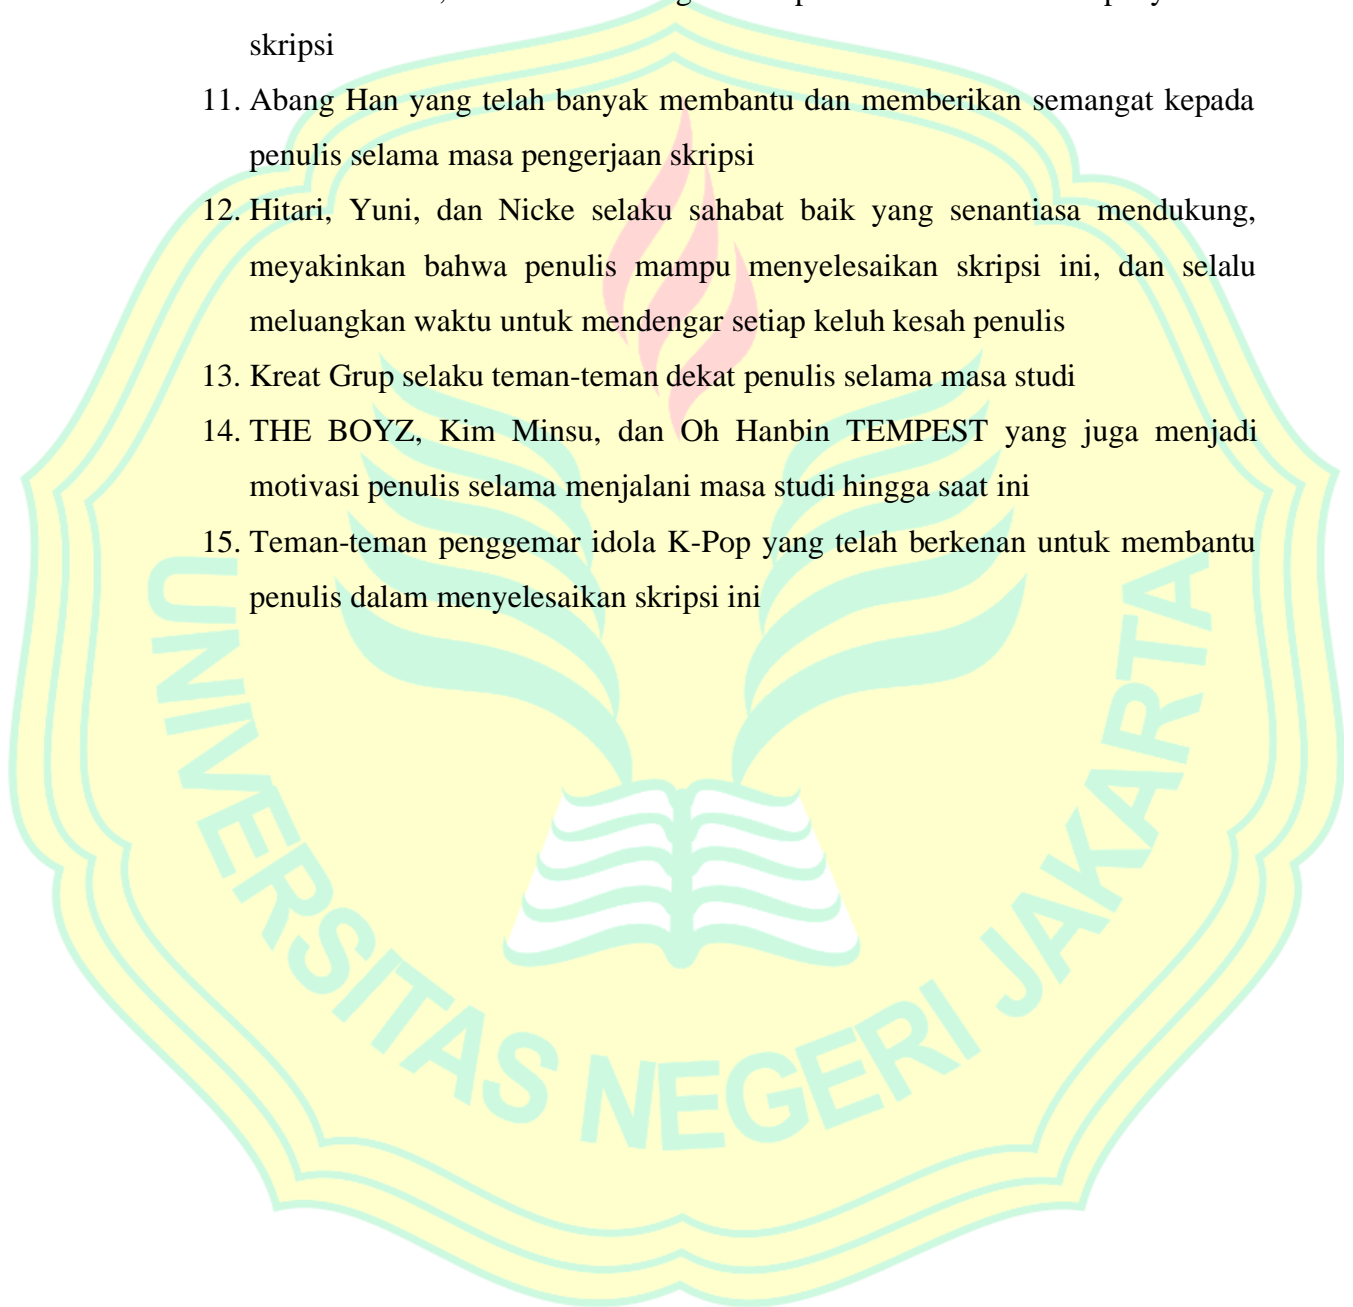 skripsi
11. Abang Han yang telah banyak membantu dan memberikan semangat kepada
penulis selama masa pengerjaan skripsi
12. Hitari, Yuni, dan Nicke selaku sahabat baik yang senantiasa mendukung,
meyakinkan bahwa penulis mampu menyelesaikan skripsi ini, dan selalu
meluangkan waktu untuk mendengar setiap keluh kesah penulis
13. Kreat Grup selaku teman-teman dekat penulis selama masa studi
14. THE BOYZ, Kim Minsu, dan Oh Hanbin TEMPEST yang juga menjadi
motivasi penulis selama menjalani masa studi hingga saat ini
15. Teman-teman penggemar idola K-Pop yang telah berkenan untuk membantu
penulis dalam menyelesaikan skripsi ini
UNIVERSITAS NEGERI JAKARTA